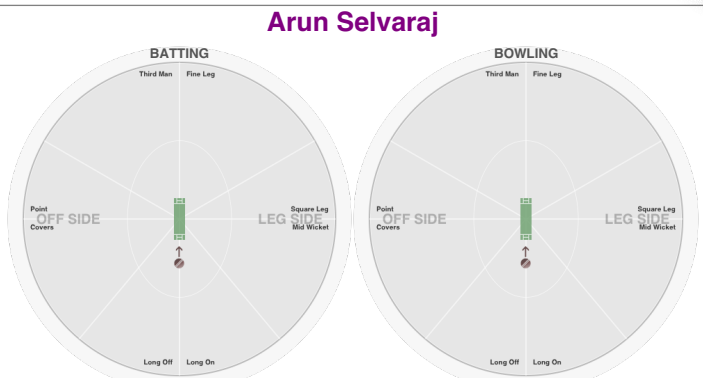 Arun Selvaraj
BATTING
Third Man Fine Leg
Point
OFF SIDE
Covers
Square Leg
LEG SIDE
Mid Wicket
Long Off Long On
BOWLING
Third Man Fine Leg
Point
OFF SIDE
Covers
Square Leg
LEG SIDE
Mid Wicket
Long Off Long On